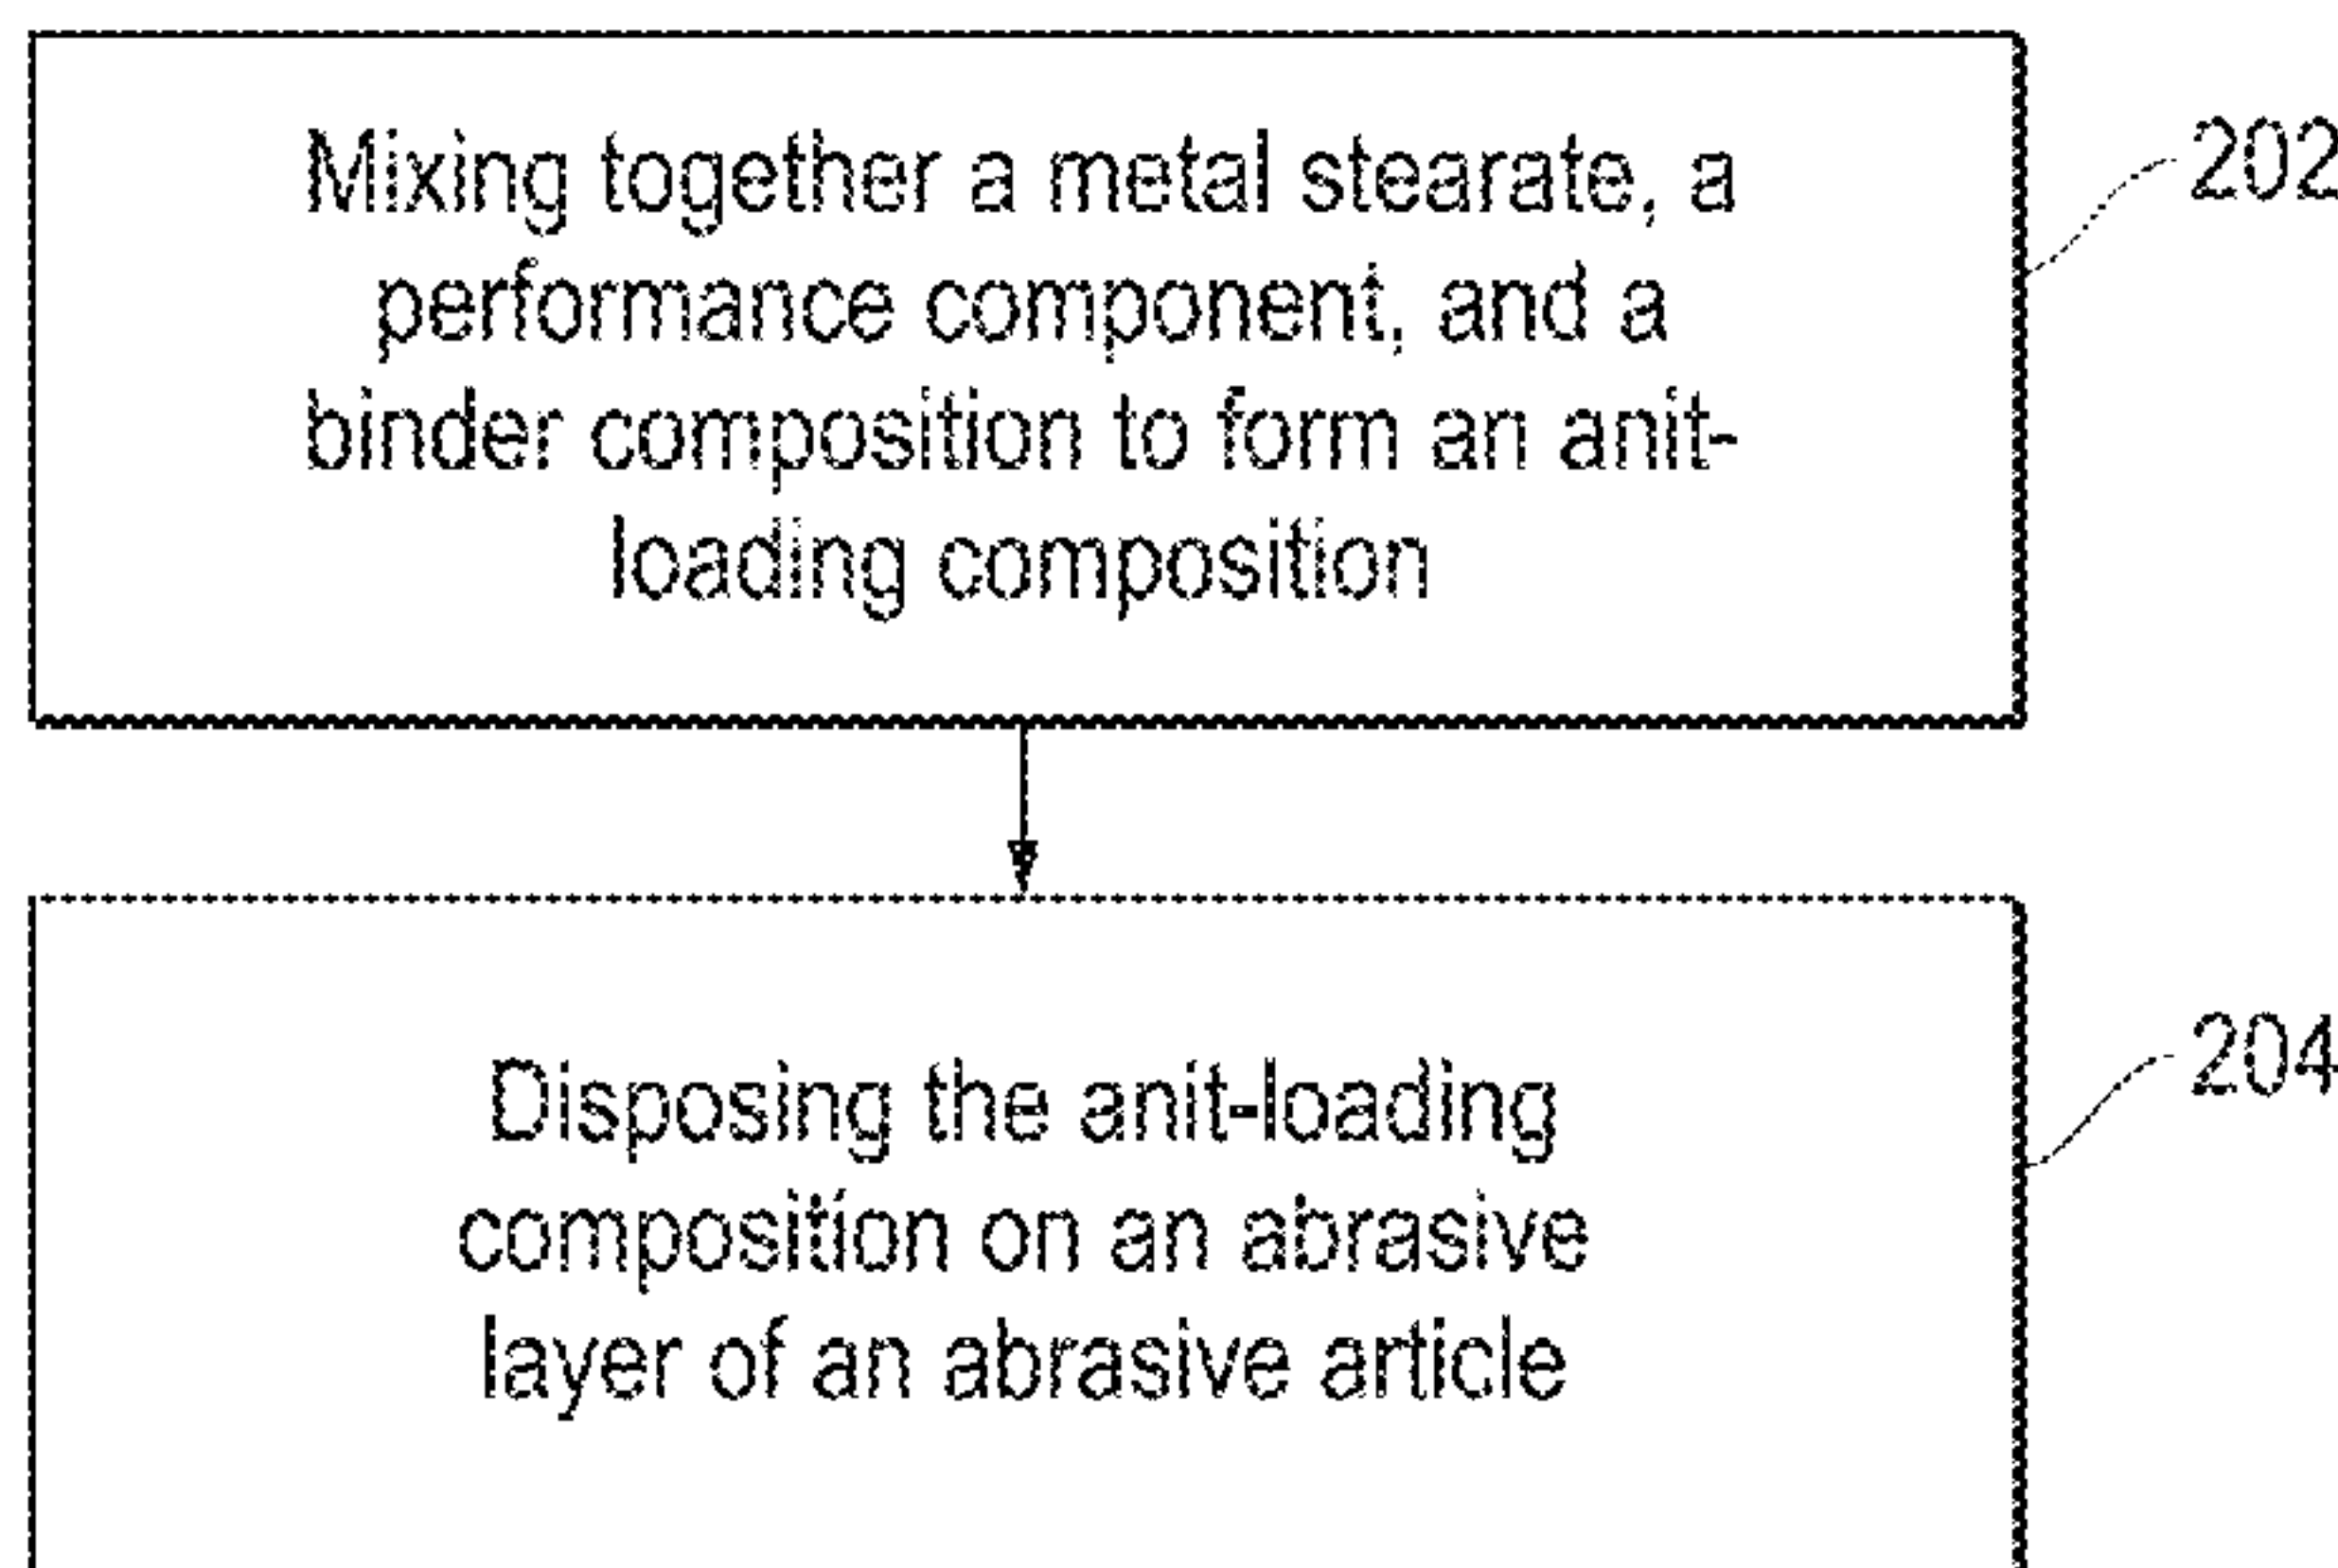 Mixing together a metal stearate, a
performance component, and a
binder composition to form an anit-
loading composition
202
Disposing the anit-loading
composition on an abrasive
layer of an abrasive article
204